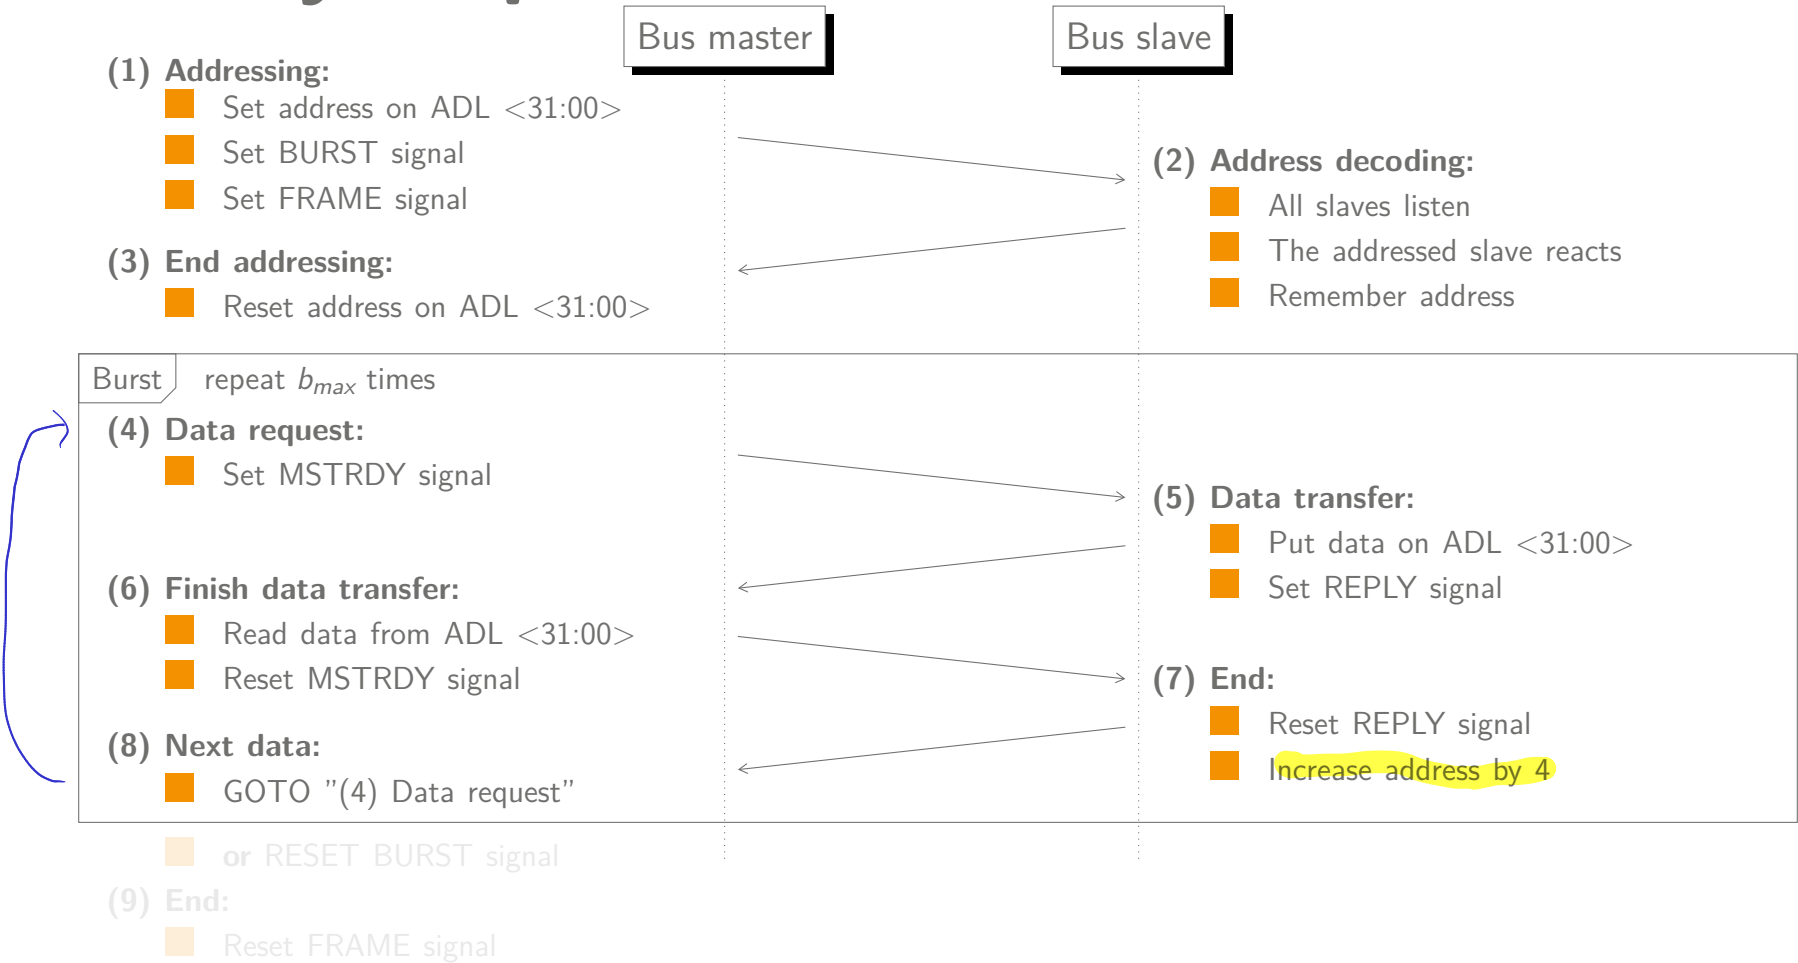 Bus master
Bus slave
(1) Addressing:
Set address on ADL <31:00>
Set BURST signal
Set FRAME signal
(2) Address decoding:
All slaves listen
The addressed slave reacts
Remember address
(3) End addressing:
Reset address on ADL <31:00>
Burst repeat bmax times
(4) Data request:
Set MSTRDY signal
(5) Data transfer:
Put data on ADL <31:00>
Set REPLY signal
(6) Finish data transfer:
Read data from ADL <31:00>
Reset MSTRDY signal
(7) End:
Reset REPLY signal
Increase address by 4
(8) Next data:
GOTO "(4) Data request"
or RESET BURST signal
(9) End:
Reset FRAME signal